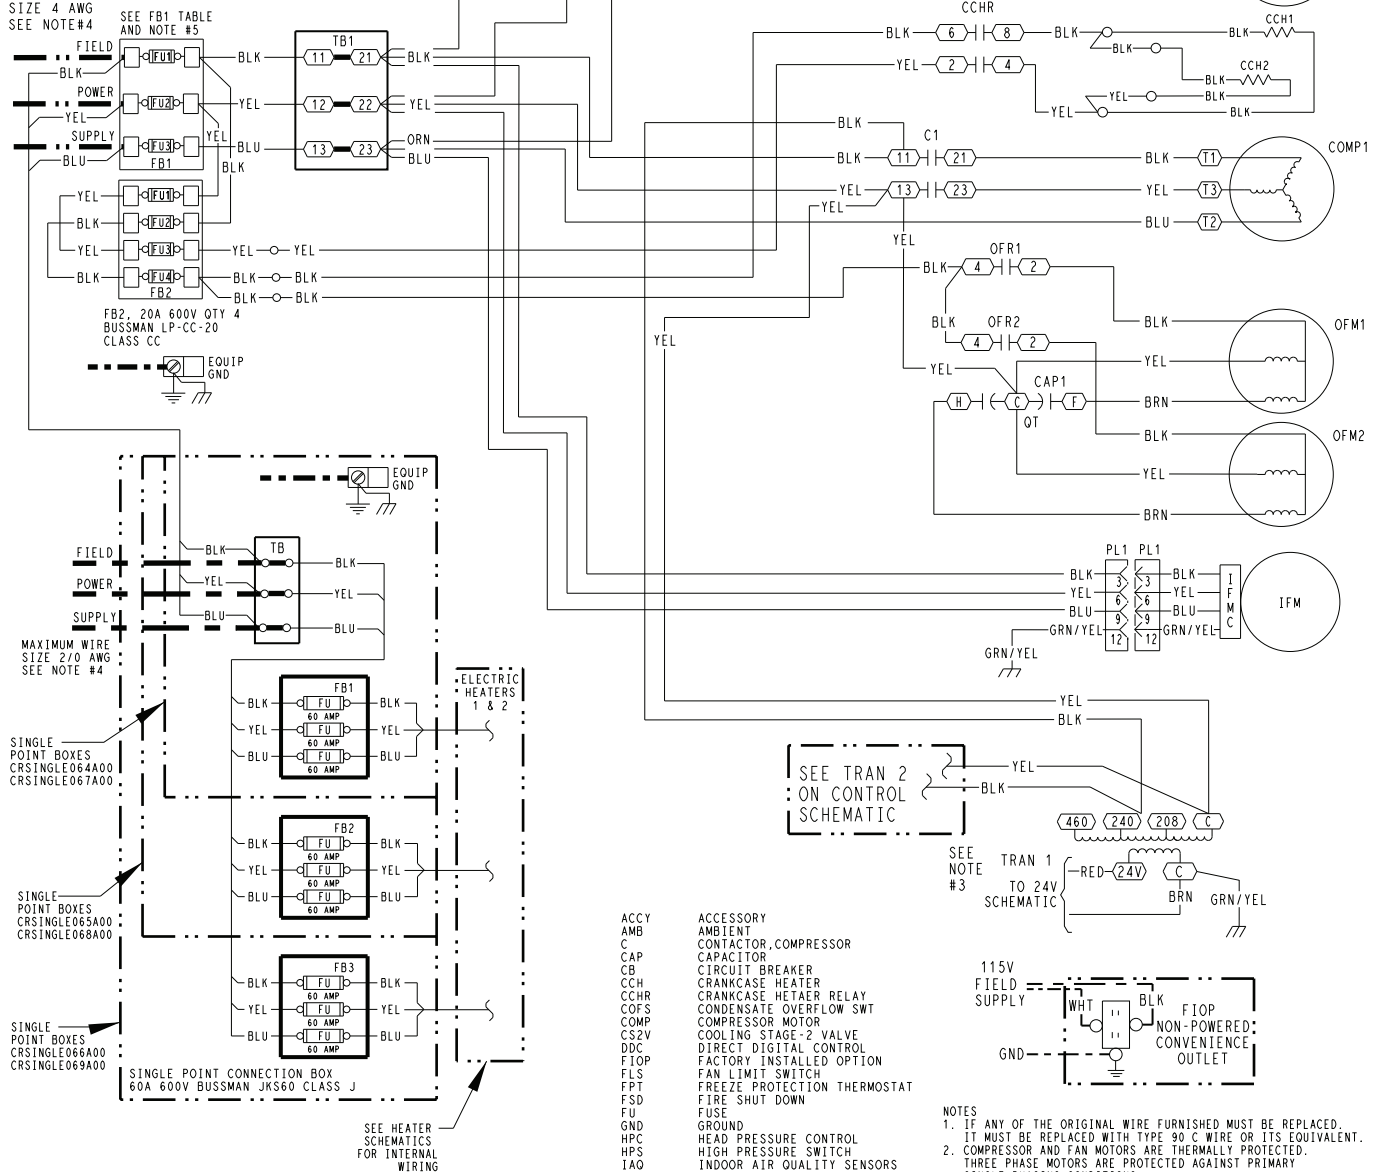 SIZE 4 AWG
SEE NOTE#4
SEE FB1 TABLE
AND NOTE #5
FIELD
BLK
FU1
BLK
POWER
YEL
FU2
YEL
YEL
SUPPLY
BLU
FU3
BLU
BLK
FB1
TB1
11 21
BLK
12 22
YEL
ORN
13 23
BLU
YEL
FU1
BLK
FU2
YEL
FU3
YEL YEL
BLK
FU4
BLK BLK
BLK BLK
FB2
FB2, 20A 600V QTY 4
BUSSMAN LP-CC-20
CLASS CC
EQUIP
GND
CCHR
BLK 6 8 BLK
BLK
BLK CCH1
YEL 2 4
BLK CCH2
YEL BLK
YEL BLK
BLK
C1
BLK 11 21 BLK T1
COMP1
YEL 13 23 YEL T3
YEL
BLU T2
YEL
OFR1
BLK 4 2
BLK
OFM1
BLK
OFR2
4 2
YEL
YEL
YEL
CAP1
H C F
QT
BRN
BLK
OFM2
YEL
BRN
EQUIP
GND
TB
FIELD
BLK
BLK
POWER
YEL
YEL
SUPPLY
BLU
BLU
MAXIMUM WIRE
SIZE 2/0 AWG
SEE NOTE #4
PL1 PL1
BLK 3 3 BLK
YEL 6 6 YEL
BLU 9 9 BLU
GRN/YEL 12 12 GRN/YEL
GRN/YEL
I
F
M
C
IFM
FB1
BLK FU BLK
60 AMP
YEL FU YEL
60 AMP
BLU FU BLU
60 AMP
ELECTRIC
HEATERS
1 & 2
SINGLE
POINT BOXES
CRSINGLE064A00
CRSINGLE067A00
FB2
BLK FU BLK
60 AMP
YEL FU YEL
60 AMP
BLU FU BLU
60 AMP
SINGLE
POINT BOXES
CRSINGLE065A00
CRSINGLE068A00
FB3
BLK FU BLK
60 AMP
YEL FU YEL
60 AMP
BLU FU BLU
60 AMP
SINGLE
POINT BOXES
CRSINGLE066A00
CRSINGLE069A00
SINGLE POINT CONNECTION BOX
60A 600V BUSSMAN JKS60 CLASS J
SEE HEATER
SCHEMATICS
FOR INTERNAL
WIRING
YEL
BLK
SEE TRAN 2
ON CONTROL
SCHEMATIC
YEL
BLK
460 240 208 C
SEE
NOTE
#3
TRAN 1
RED 24V C
TO 24V
SCHEMATIC
BRN
GRN/YEL
115V
FIELD
SUPPLY
WHT
BLK
GND
FIOP
NON-POWERED
CONVENIENCE
OUTLET
ACCY ACCESSORY
AMB AMBIENT
C CONTACTOR,COMPRESSOR
CAP CAPACITOR
CB CIRCUIT BREAKER
CCH CRANKCASE HEATER
CCHR CRANKCASE HETAER RELAY
COFS CONDENSATE OVERFLOW SWT
COMP COMPRESSOR MOTOR
CS2V COOLING STAGE-2 VALVE
DDC DIRECT DIGITAL CONTROL
FIOP FACTORY INSTALLED OPTION
FLS FAN LIMIT SWITCH
FPT FREEZE PROTECTION THERMOSTAT
FSD FIRE SHUT DOWN
FU FUSE
GND GROUND
HPC HEAD PRESSURE CONTROL
HPS HIGH PRESSURE SWITCH
IAQ INDOOR AIR QUALITY SENSORS
NOTES
1. IF ANY OF THE ORIGINAL WIRE FURNISHED MUST BE REPLACED.
IT MUST BE REPLACED WITH TYPE 90 C WIRE OR ITS EQUIVALENT.
2. COMPRESSOR AND FAN MOTORS ARE THERMALLY PROTECTED.
THREE PHASE MOTORS ARE PROTECTED AGAINST PRIMARY